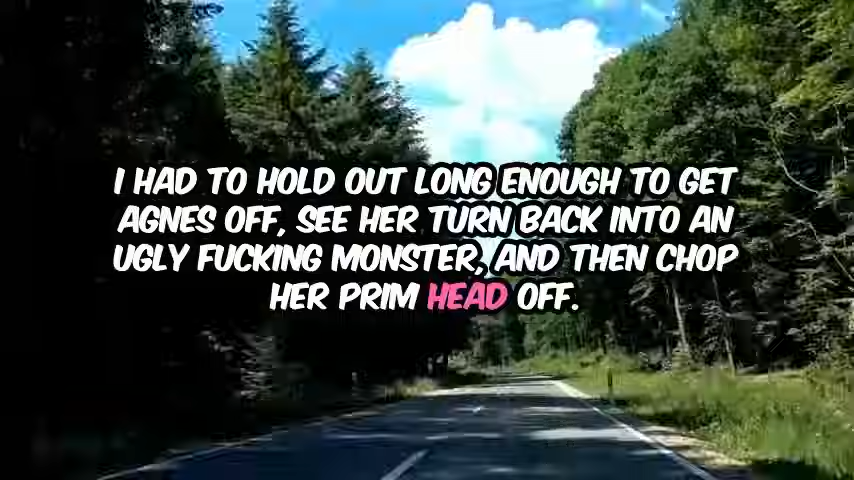 I HAD TO HOLD OUT LONG ENOUGH TO GET
AGNES OFF, SEE HER TURN BACK INTO AN
UGLY FUCKING MONSTER, AND THEN CHOP
HER PRIM HEAD OFF.